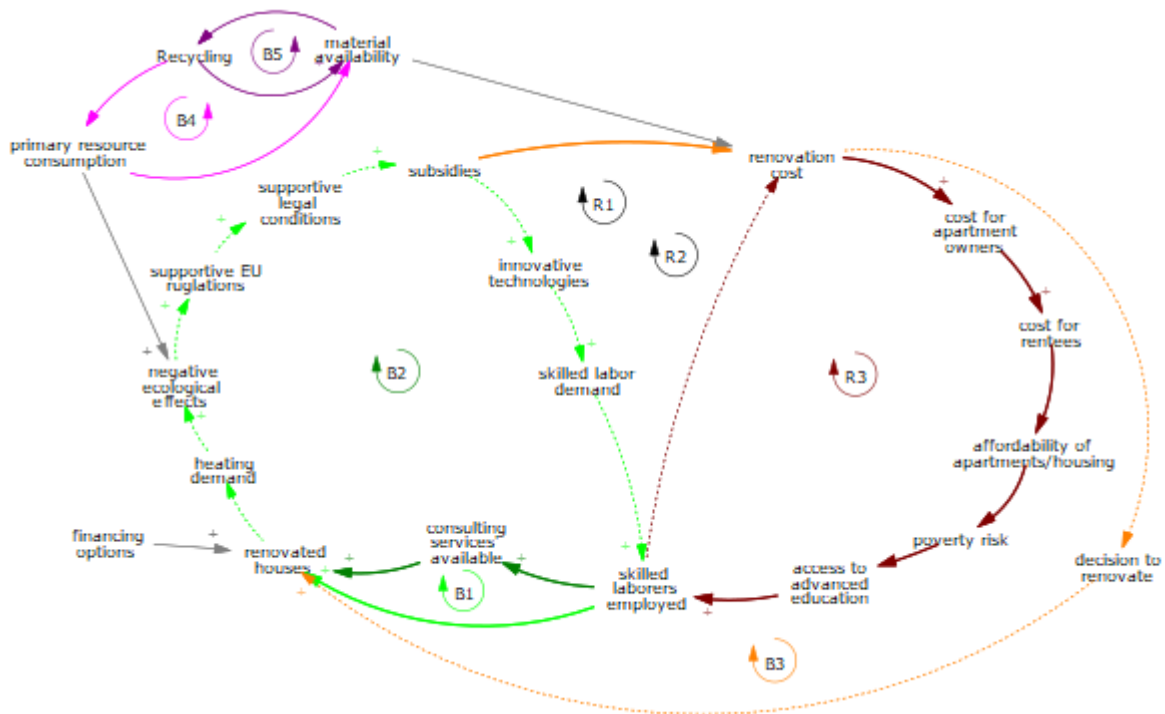 material
availability
Recycling
B5
B4
primary resource
consumption
+
subsidies
renovation
cost
supportive
legal
conditions
+
R1
+
cost for
apartment
owners
+
R2
supportive EU
ruglations
innovative
technologies
+
+
cost for
rentees
+
negative
ecological
effects
B2
+
skilled labor
demand
R3
+
affordability of
apartments/housing
heating
demand
financing
options
+
renovated
houses
+
+
consulting
services
available
+
B1
+
skilled
laborers
employed
+
access to
advanced
education
poverty risk
decision to
renovate
B3